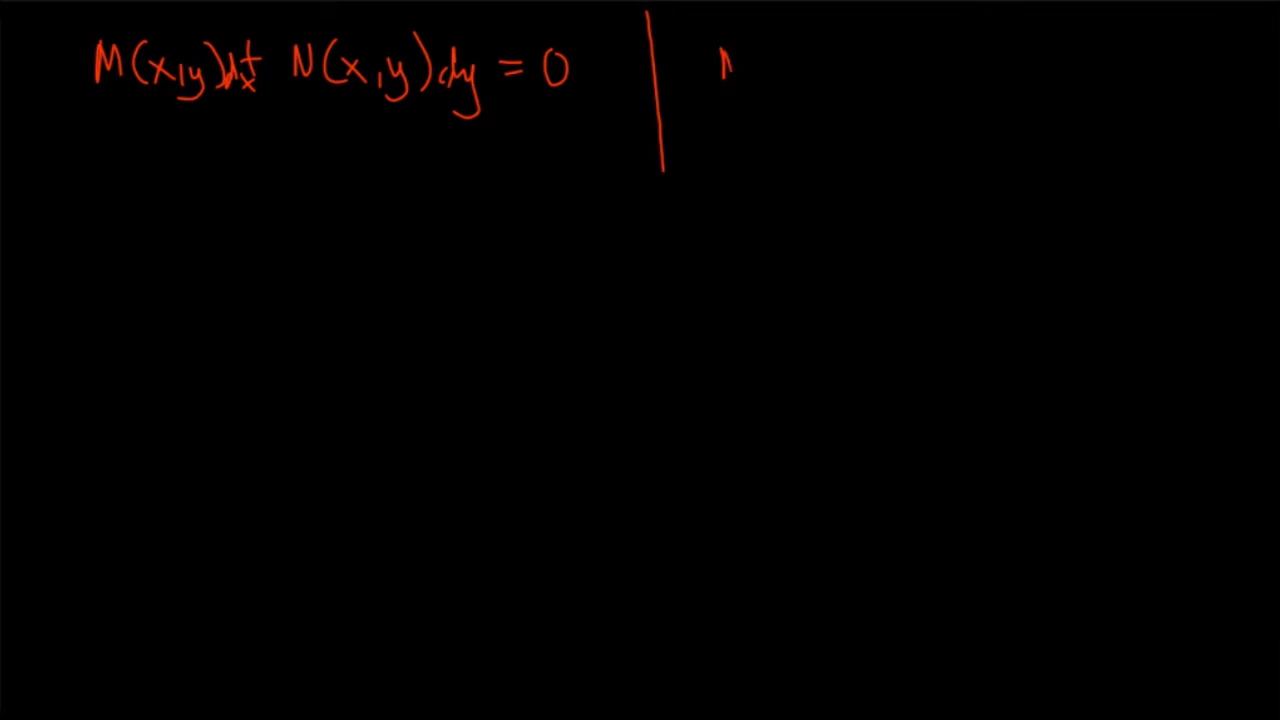 M(x,y)dx + N(x,y)dy = 0